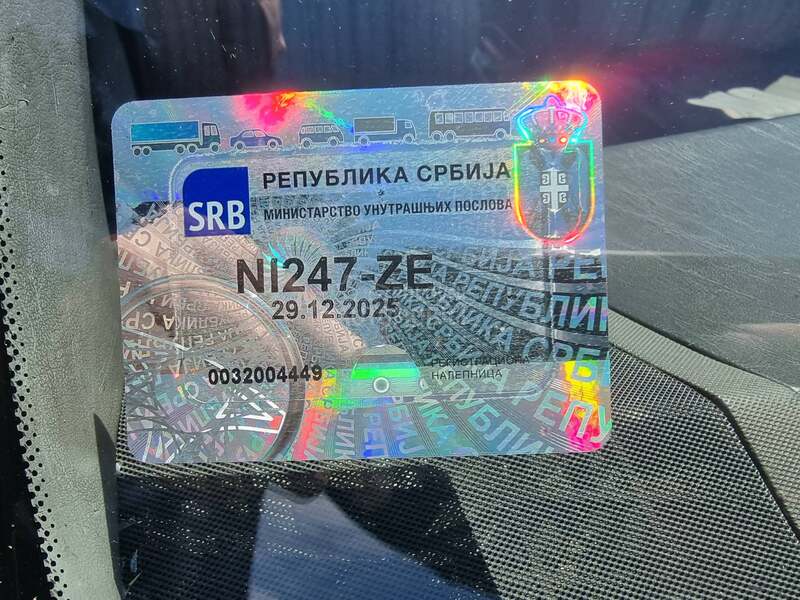 РЕПУБЛИКА СРБИЈА
SRB
МИНИСТАРСТВО УНУТРАШЊИХ ПОСЛОВА
NI247-ZE
29.12.2025
0032004449
РЕГИСТРАЦИОНА
НАЛЕПНИЦА